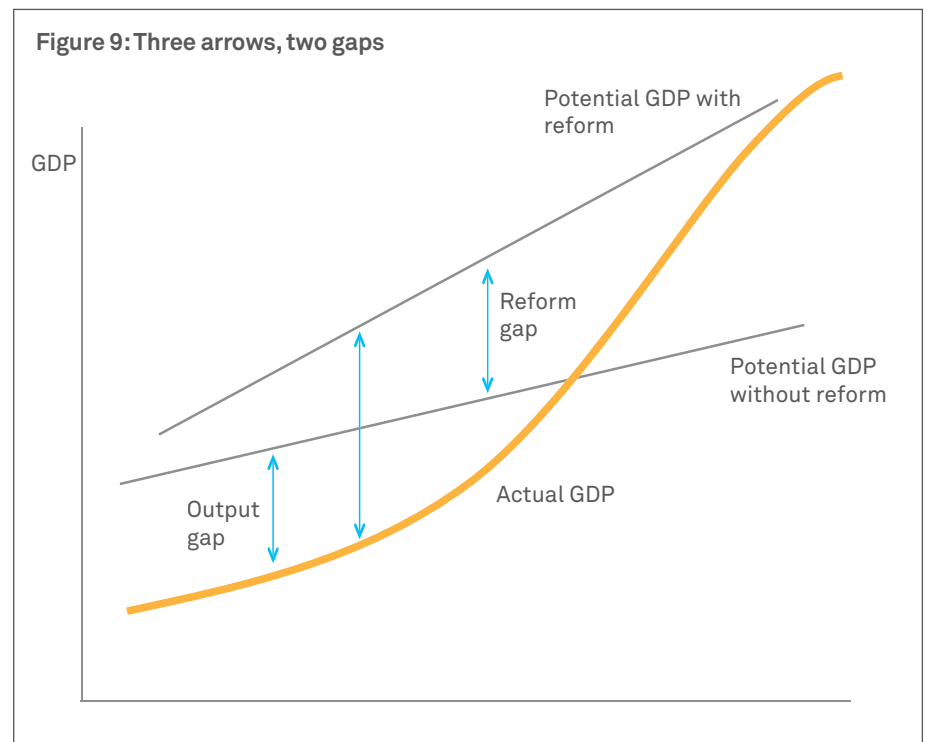 Figure 9: Three arrows, two gaps
Potential GDP with
reform
GDP
Reform
gap
Potential GDP
without reform
Actual GDP
Output
gap